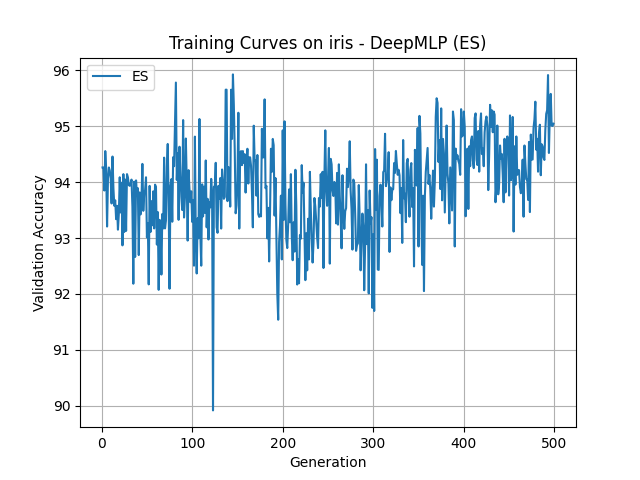 Training Curves on iris - DeepMLP (ES)
ES
Validation Accuracy
96
95
94
93
92
91
90
0 100 200 300 400 500
Generation